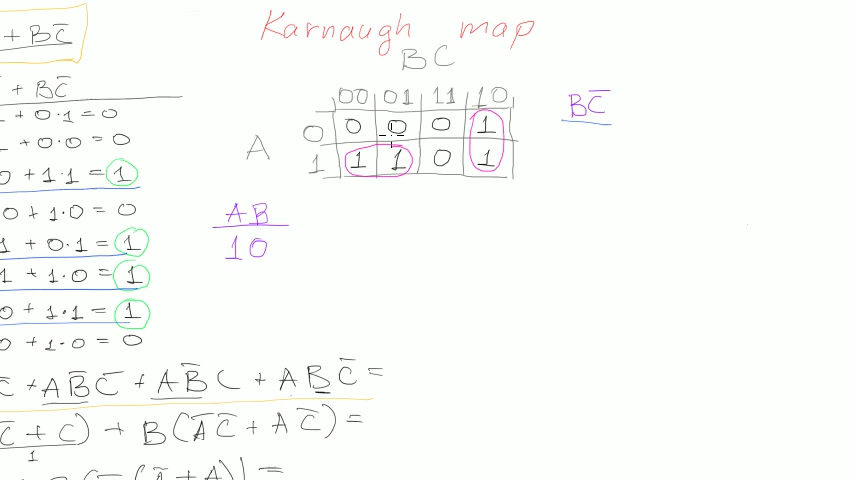 Karnaugh map
+ BC̅
BC
+ BC̅
00 01 11 10
BC̅
1 + 0·1 = 0
0 0 0 0 1
1 + 0·0 = 0
A
1 1 1 0 1
0 + 1·1 = 1
0 + 1·0 = 0
AB
1 + 0·1 = 1
10
1 + 1·0 = 1
0 + 1·1 = 1
0 + 1·0 = 0
C̅ + AB̅C̅ + AB̅C + ABC̅ =
C̅ + C) + B(A̅C̅ + AC̅) =
1
(A̅ + A)) =